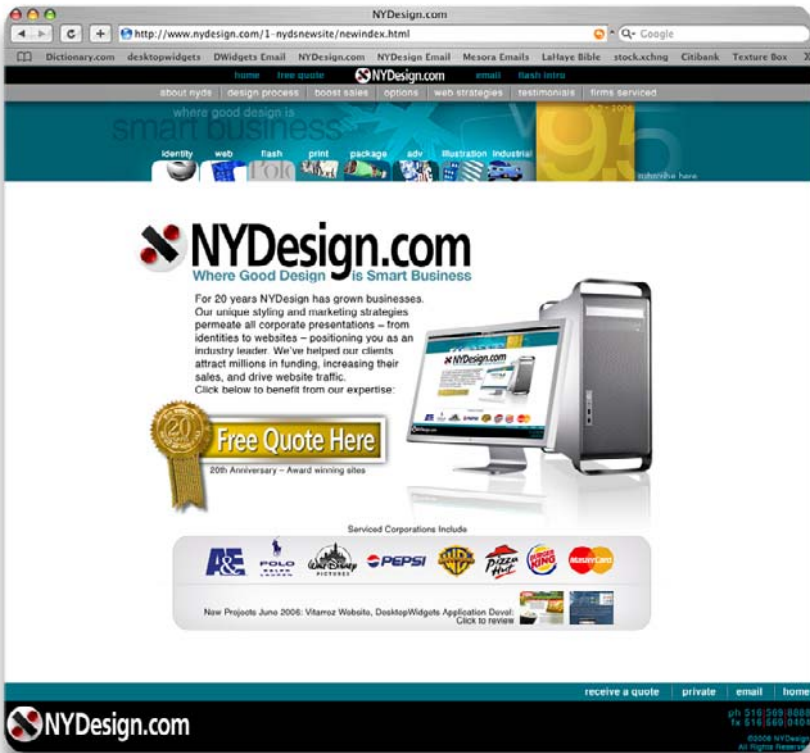 NYDesign.com
http://www.nydesign.com/1-nydsnewsite/newindex.html
Q- Google
Dictionary.com desktopwidgets DWidgets Email NYDesign.com NYDesign Email Mesora Emails LaHaye Bible stock.xchng Citibank Texture Box
home free quote NYDesign.com email flash intro
about nyds design process boost sales options web strategies testimonials firms serviced
where good design is
smart business
v9.5
identity web flash print package adv illustration industrial
subscribe here
NYDesign.com
Where Good Design is Smart Business
For 20 years NYDesign has grown businesses.
Our unique styling and marketing strategies
permeate all corporate presentations – from
identities to websites – positioning you as an
industry leader. We've helped our clients
attract millions in funding, increasing their
sales, and drive website traffic.
Click below to benefit from our expertise:
NYDesign.com
20
Free Quote Here
20th Anniversary – Award winning sites
Serviced Corporations Include
A&E POLO RALPH LAUREN WALT DISNEY PICTURES PEPSI WB Pizza Hut BURGER KING MasterCard
New Projects June 2006: Vitarroz Website, DesktopWidgets Application Devel:
Click to review
receive a quote private email home
NYDesign.com
ph 516|569|8888
fx 516|569|0404
©2006 NYDesign
All Rights Reserved